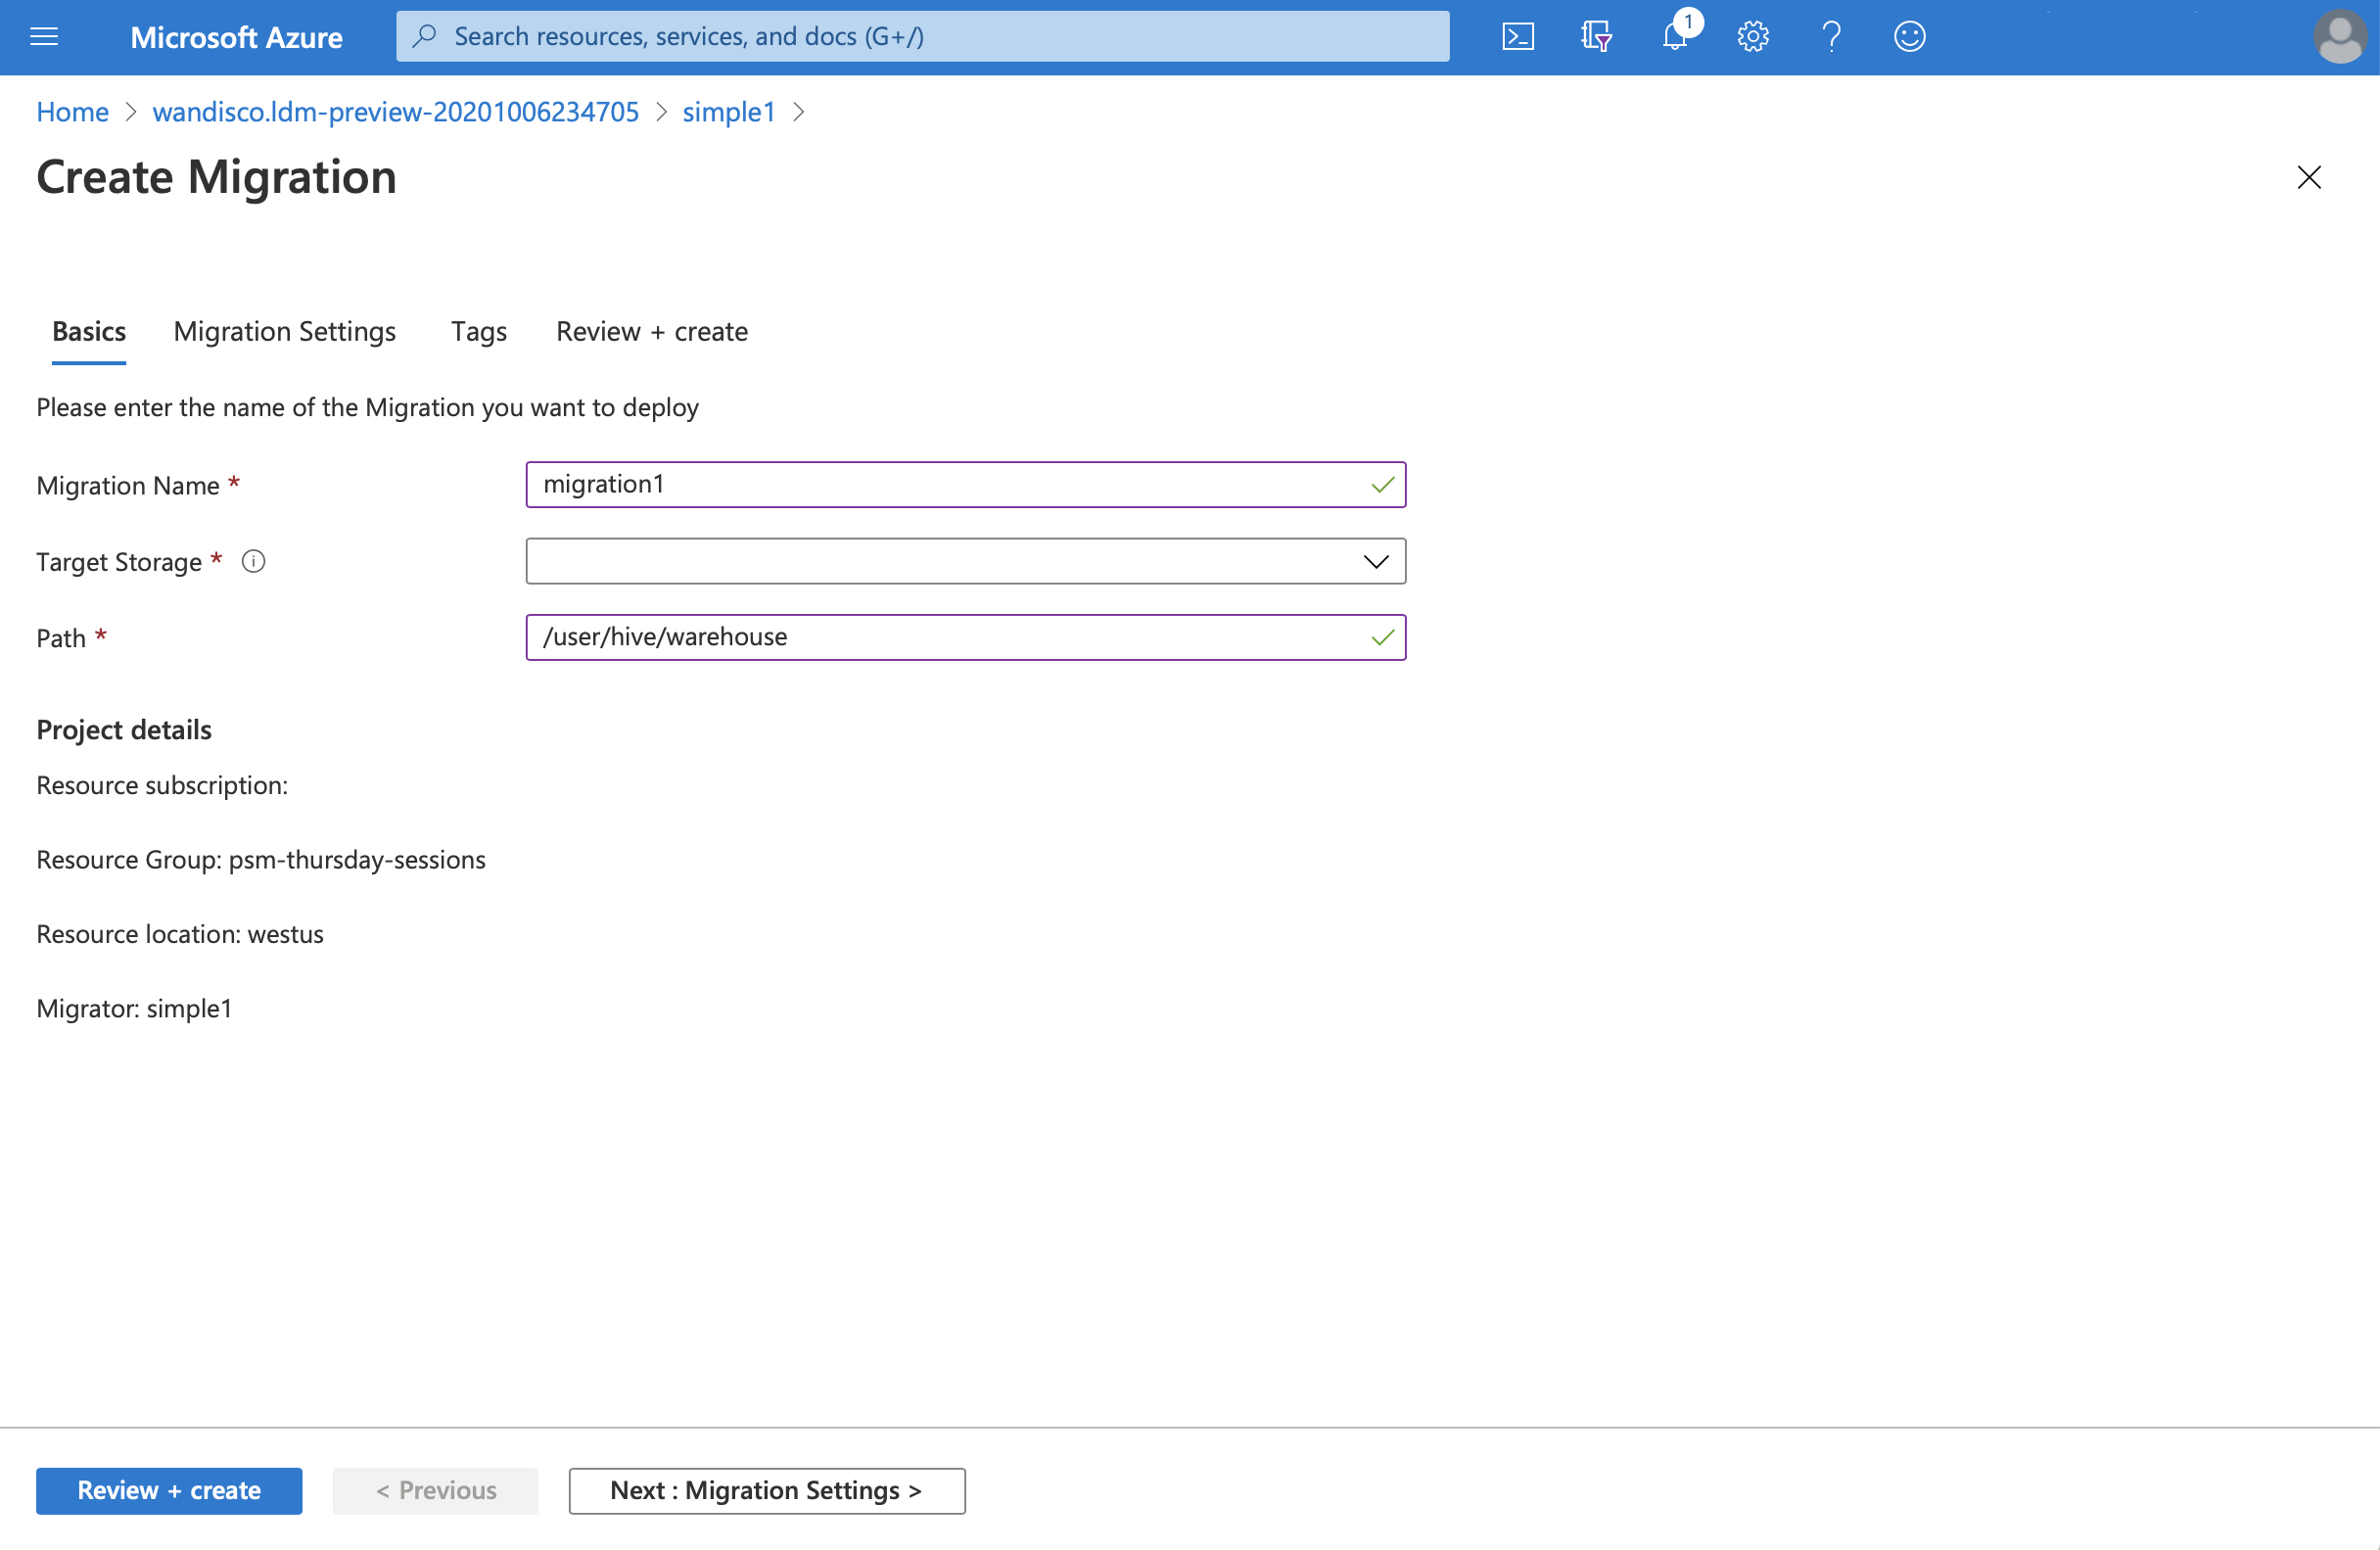 Microsoft Azure
Search resources, services, and docs (G+/)
1
Home > wandisco.ldm-preview-20201006234705 > simple1 >
Create Migration
Basics Migration Settings Tags Review + create
Please enter the name of the Migration you want to deploy
Migration Name * migration1
Target Storage *
Path * /user/hive/warehouse
Project details
Resource subscription:
Resource Group: psm-thursday-sessions
Resource location: westus
Migrator: simple1
Review + create < Previous Next : Migration Settings >